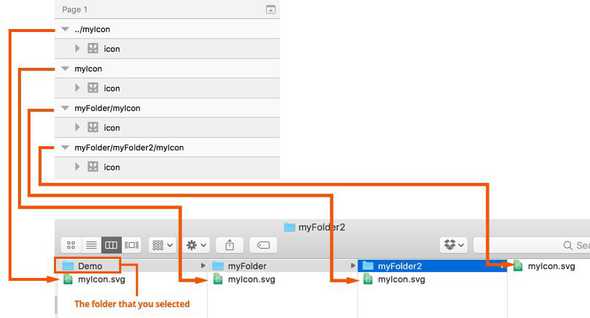 Page 1
../myIcon
icon
myIcon
icon
myFolder/myIcon
icon
myFolder/myFolder2/myIcon
icon
myFolder2
Sea
Demo
myFolder
myFolder2
myIcon.svg
myIcon.svg
myIcon.svg
myIcon.svg
The folder that you selected